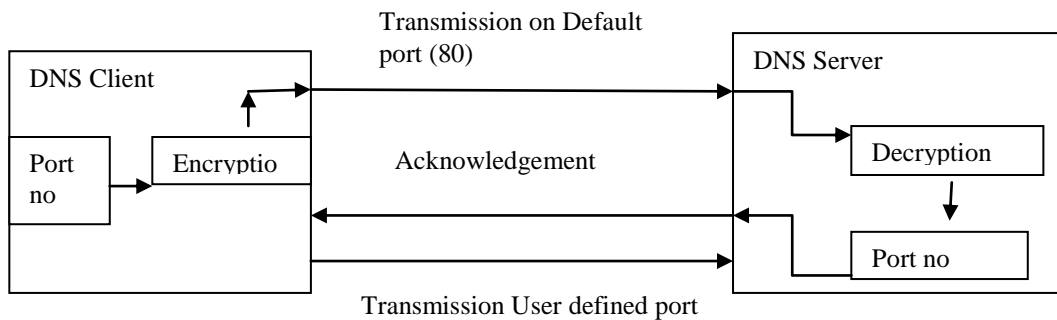 Transmission on Default
port (80)
DNS Client
DNS Server
Port
no
Encryptio
Decryption
Acknowledgement
Port no
Transmission User defined port